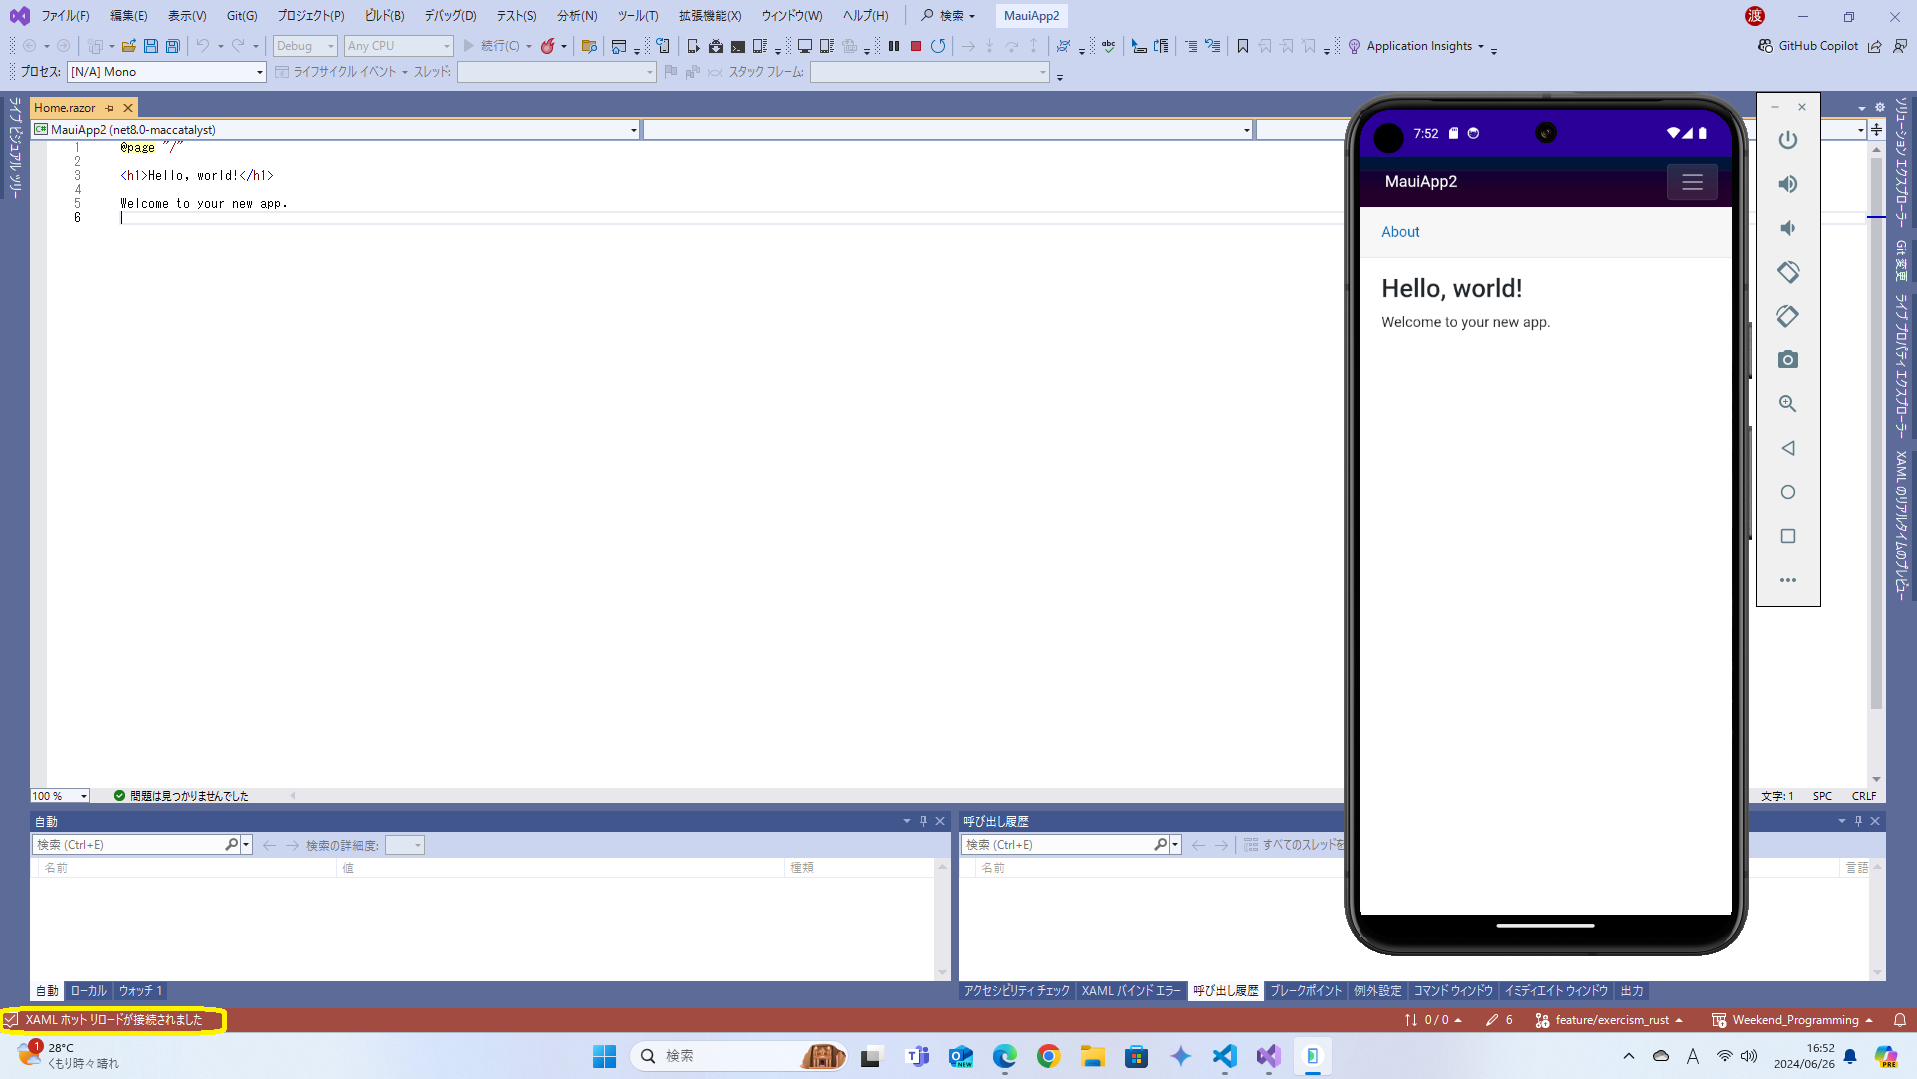 ファイル(F) 編集(E) 表示(V) Git(G) プロジェクト(P) ビルド(B) デバッグ(D) テスト(S) 分析(N) ツール(T) 拡張機能(X) ウィンドウ(W) ヘルプ(H) 検索 MauiApp2 渡
Debug Any CPU 続行(C) abc Application Insights GitHub Copilot
プロセス: [N/A] Mono ライフサイクル イベント スレッド: スタック フレーム:
ライブ ビジュアル ツリー
Home.razor
C# MauiApp2 (net8.0-maccatalyst)
1 @page "/"
2
3 <h1>Hello, world!</h1>
4
5 Welcome to your new app.
6
7:52
MauiApp2
About
Hello, world!
Welcome to your new app.
ソリューション エクスプローラー
Git 変更
ライブ プロパティ エクスプローラー
XAML のリアルタイムのプレビュー
100 % 問題は見つかりませんでした 文字: 1 SPC CRLF
自動
検索 (Ctrl+E) 検索の詳細度:
名前 値 種類
自動 ローカル ウォッチ 1
呼び出し履歴
検索 (Ctrl+E) すべてのスレッドを
名前 言語
アクセシビリティ チェック XAML バインド エラー 呼び出し履歴 ブレークポイント 例外設定 コマンド ウィンドウ イミディエイト ウィンドウ 出力
XAML ホット リロードが接続されました 0 / 0 6 feature/exercism_rust Weekend_Programming
1 28°C
くもり時々晴れ
検索
NEW
A
16:52
2024/06/26
PRE